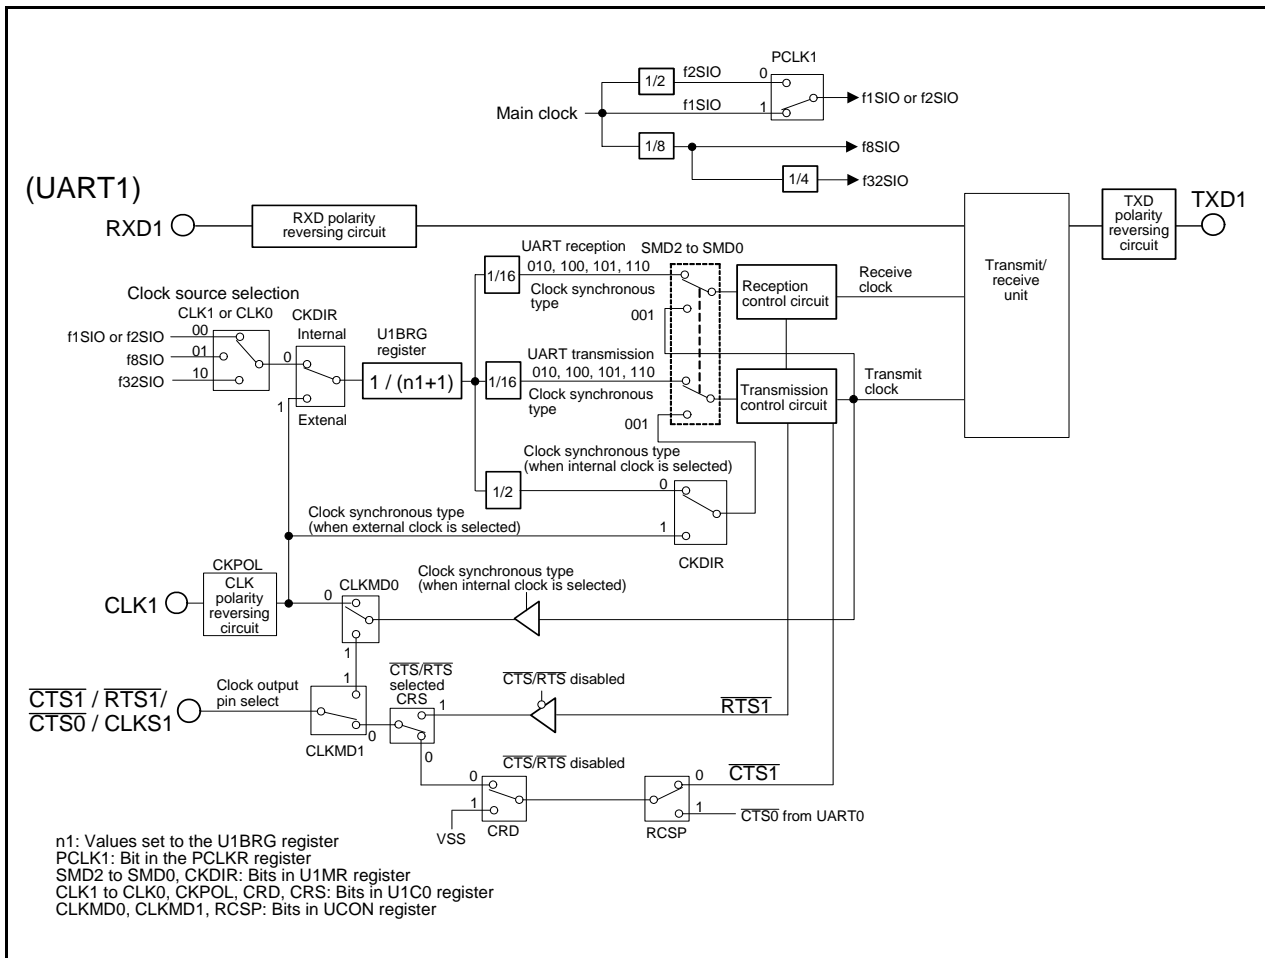 PCLK1
1/2
f2SIO
0
Main clock
f1SIO
1
f1SIO or f2SIO
1/8
f8SIO
1/4
f32SIO
(UART1)
RXD1
RXD polarity
reversing circuit
TXD
polarity
reversing
circuit
TXD1
Transmit/
receive
unit
UART reception
SMD2 to SMD0
1/16
010, 100, 101, 110
Clock synchronous
type
001
Reception
control circuit
Receive
clock
Clock source selection
CLK1 or CLK0
f1SIO or f2SIO
00
f8SIO
01
f32SIO
10
CKDIR
Internal
0
1
Extenal
U1BRG
register
1 / (n1+1)
UART transmission
1/16
010, 100, 101, 110
Clock synchronous
type
001
Transmission
control circuit
Transmit
clock
Clock synchronous type
(when internal clock is selected)
1/2
0
1
CKDIR
Clock synchronous type
(when external clock is selected)
CKPOL
CLK1
CLK
polarity
reversing
circuit
CLKMD0
0
1
Clock synchronous type
(when internal clock is selected)
CTS1 / RTS1/
CTS0 / CLKS1
Clock output
pin select
1
0
CLKMD1
CTS/RTS
selected
CRS
1
0
CTS/RTS disabled
RTS1
CTS/RTS disabled
0
1
VSS
CRD
RCSP
0
CTS1
1
CTS0 from UART0
n1: Values set to the U1BRG register
PCLK1: Bit in the PCLKR register
SMD2 to SMD0, CKDIR: Bits in U1MR register
CLK1 to CLK0, CKPOL, CRD, CRS: Bits in U1C0 register
CLKMD0, CLKMD1, RCSP: Bits in UCON register